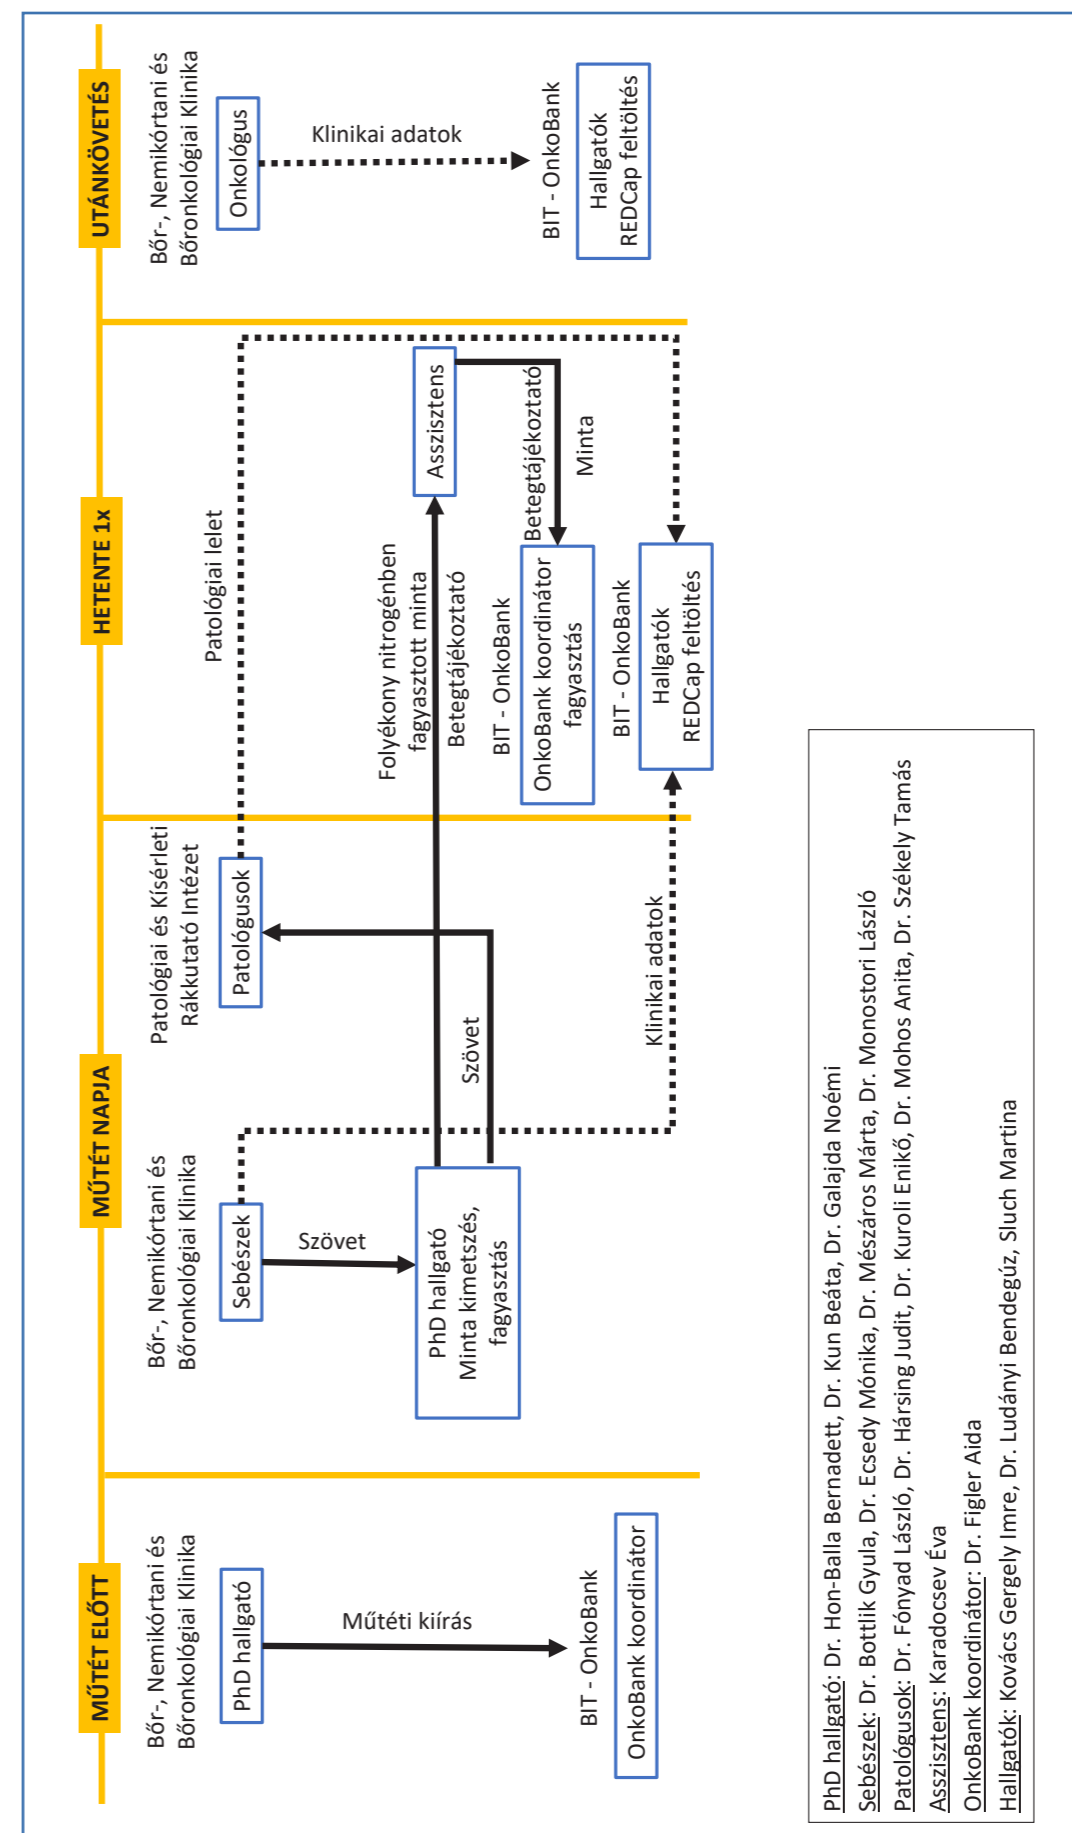 MŰTÉT ELŐTT
Bőr-, Nemikórtani és
Bőronkológiai Klinika
PhD hallgató
Műtéti kiírás
BIT - OnkoBank
OnkoBank koordinátor
MŰTÉT NAPJA
Bőr-, Nemikórtani és
Bőronkológiai Klinika
Sebészek
Szövet
PhD hallgató
Minta kimetszés,
fagyasztás
Szövet
Patológiai és Kísérleti
Rákkutató Intézet
Patológusok
Klinikai adatok
HETENTE 1x
Patológiai lelet
Folyékony nitrogénben
fagyasztott minta
Betegtájékoztató
Asszisztens
Betegtájékoztató
Minta
BIT - OnkoBank
OnkoBank koordinátor
fagyasztás
BIT - OnkoBank
Hallgatók
REDCap feltöltés
UTÁNKÖVETÉS
Bőr-, Nemikórtani és
Bőronkológiai Klinika
Onkológus
Klinikai adatok
BIT - OnkoBank
Hallgatók
REDCap feltöltés
PhD hallgató: Dr. Hon-Balla Bernadett, Dr. Kun Beáta, Dr. Galajda Noémi
Sebészek: Dr. Bottlik Gyula, Dr. Ecsedy Mónika, Dr. Mészáros Márta, Dr. Monostori László
Patológusok: Dr. Fónyad László, Dr. Hársing Judit, Dr. Kuroli Enikő, Dr. Mohos Anita, Dr. Székely Tamás
Asszisztens: Karadocsev Éva
OnkoBank koordinátor: Dr. Figler Aida
Hallgatók: Kovács Gergely Imre, Dr. Ludányi Bendegúz, Sluch Martina